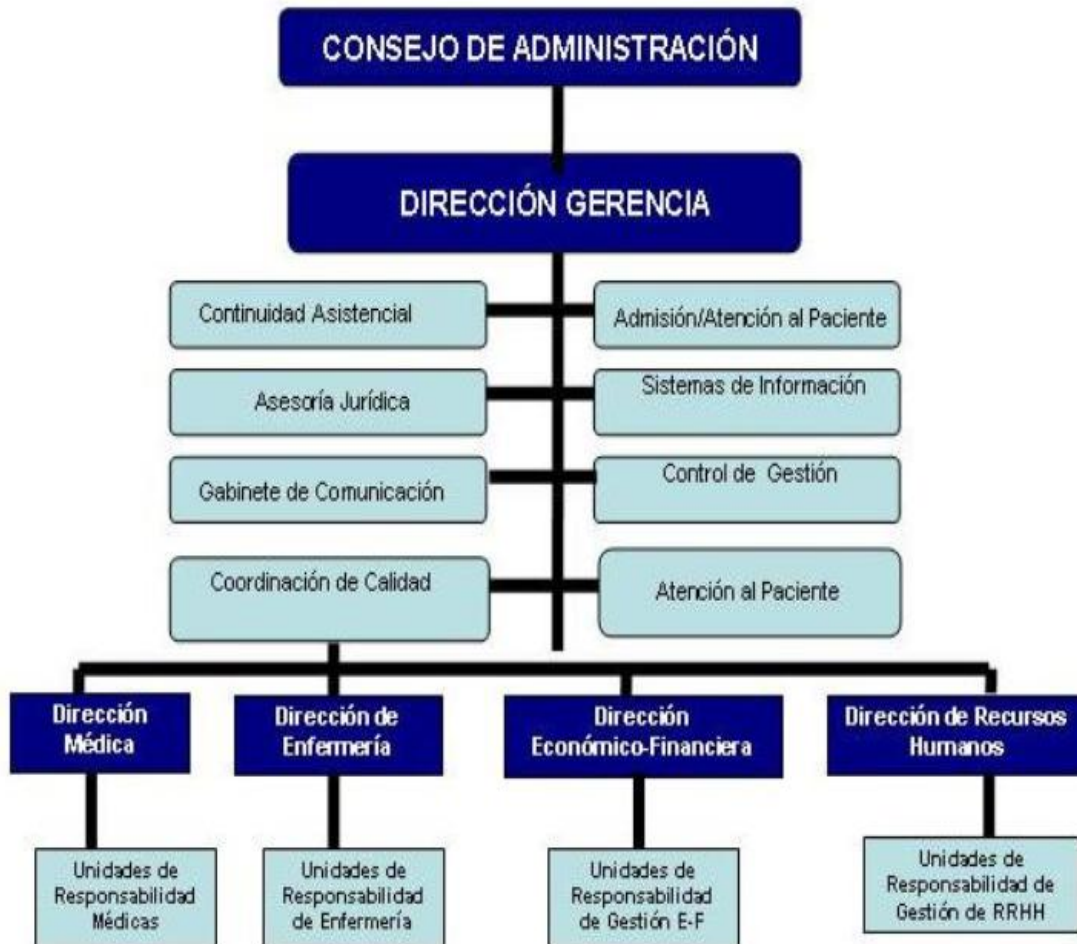 CONSEJO DE ADMINISTRACIÓN
DIRECCIÓN GERENCIA
Continuidad Asistencial
Admisión/Atención al Paciente
Asesoría Jurídica
Sistemas de Información
Gabinete de Comunicación
Control de Gestión
Coordinación de Calidad
Atención al Paciente
Dirección
Médica
Dirección de
Enfermería
Dirección
Económico-Financiera
Dirección de Recursos
Humanos
Unidades de
Responsabilidad
Médicas
Unidades de
Responsabilidad
de Enfermería
Unidades de
Responsabilidad
de Gestión E-F
Unidades de
Responsabilidad de
Gestión de RRHH